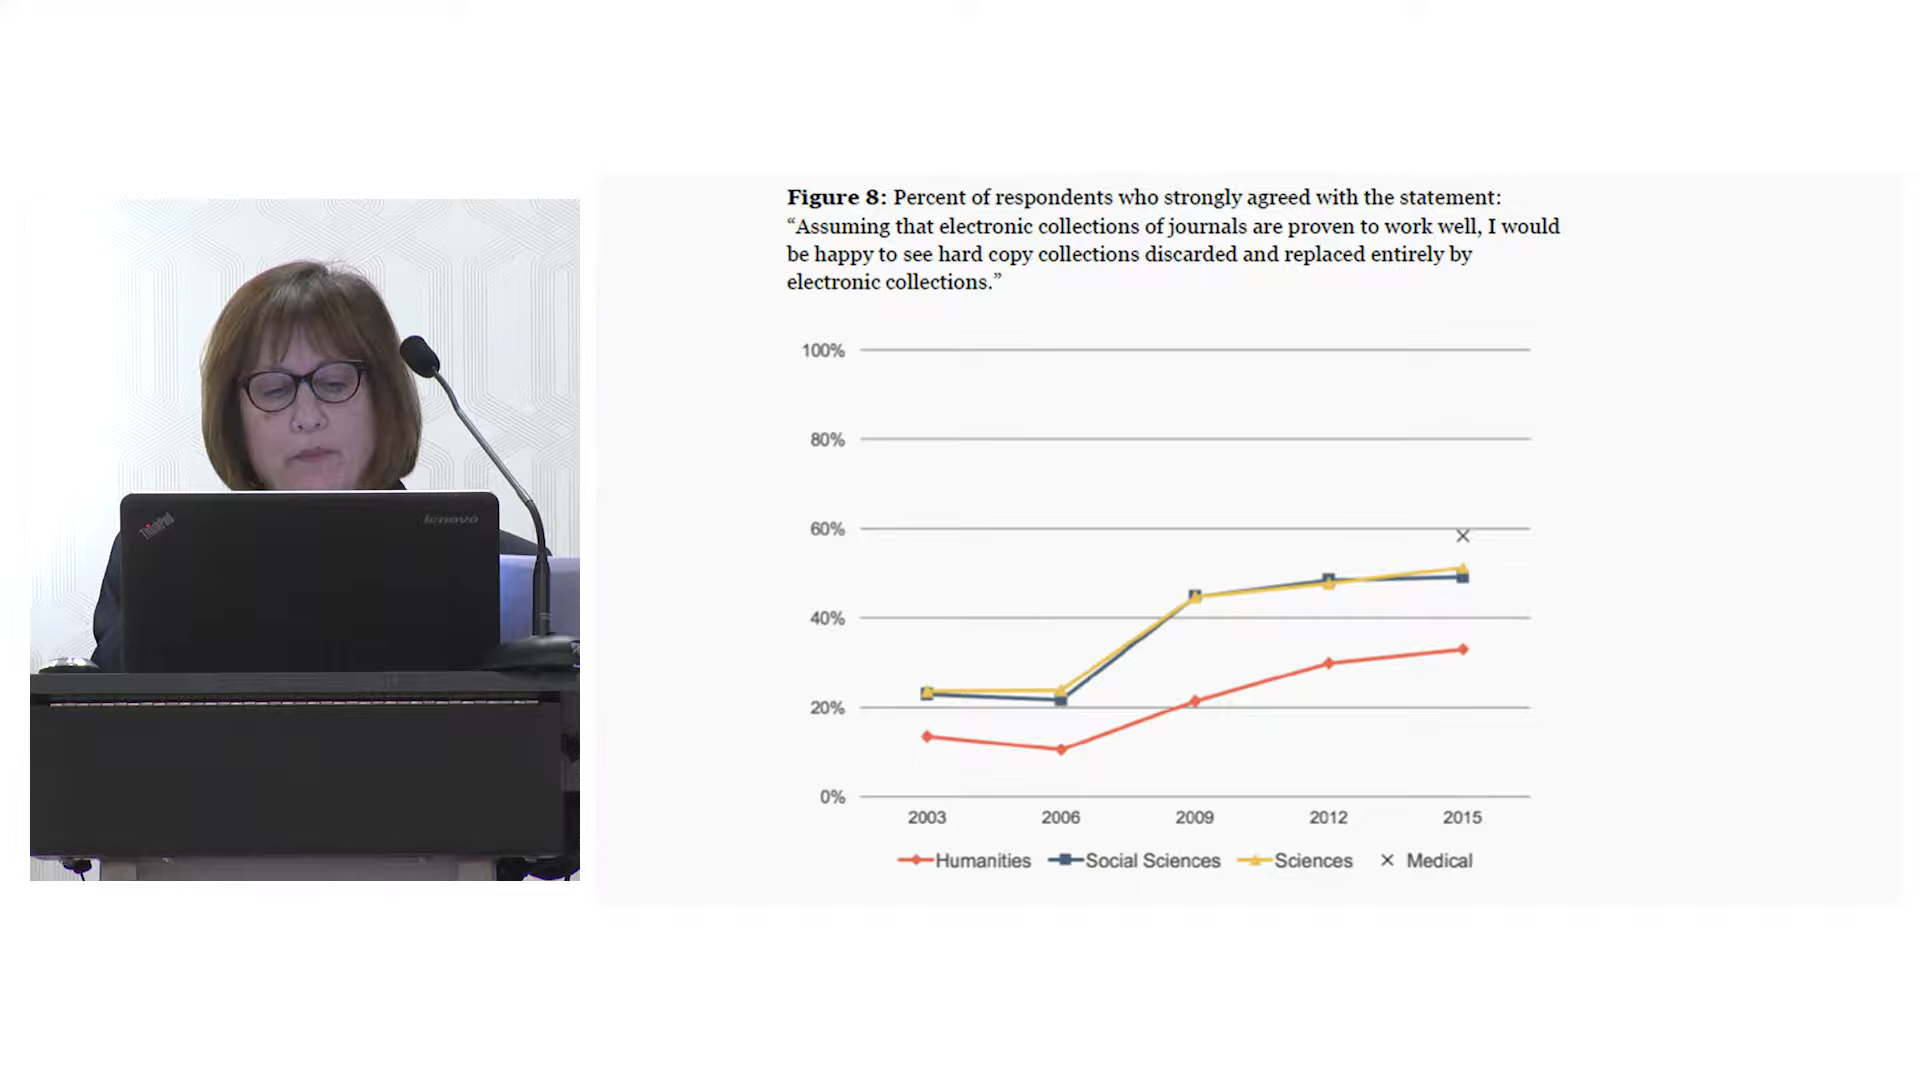 Figure 8: Percent of respondents who strongly agreed with the statement:
“Assuming that electronic collections of journals are proven to work well, I would
be happy to see hard copy collections discarded and replaced entirely by
electronic collections.”
100%
80%
60%
40%
20%
0%
2003 2006 2009 2012 2015
Humanities Social Sciences Sciences Medical
ThinkPad
lenovo